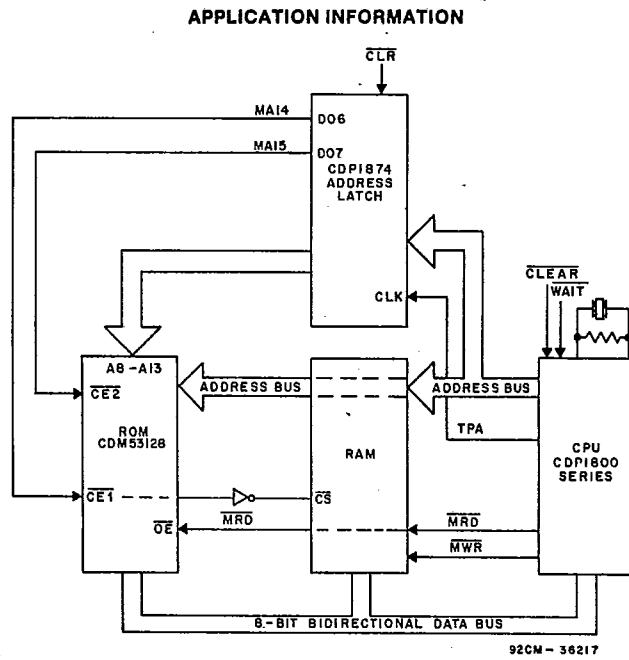 APPLICATION INFORMATION
CLR
MA14
DO6
MA15
DO7
CDP1874
ADDRESS
LATCH
CLK
CLEAR
WAIT
A8-A13
CE2
ADDRESS BUS
ADDRESS BUS
ROM
CDM53128
RAM
TPA
CPU
CDP1800
SERIES
CE1
CS
OE
MRD
MRD
MWR
8-BIT BIDIRECTIONAL DATA BUS
92CM-36217